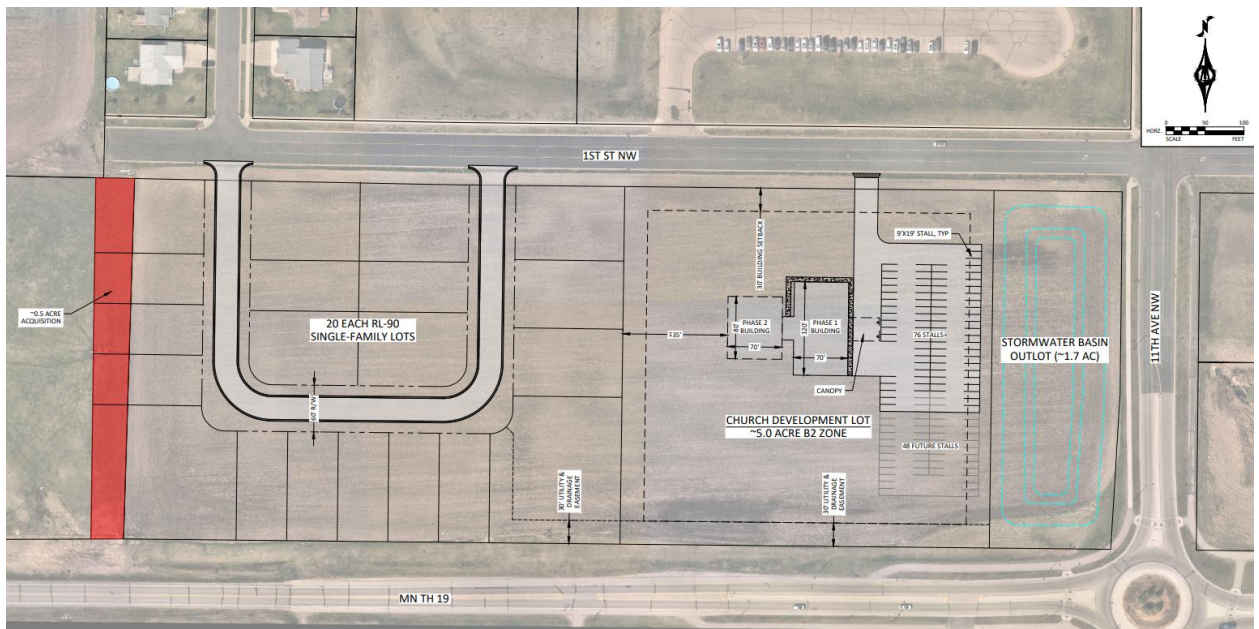 N
HORZ.
0
50
100
SCALE
FEET
1ST ST NW
30' BUILDING SETBACK
9'X19' STALL, TYP
~0.5 ACRE
ACQUISITION
20 EACH RL-90
SINGLE-FAMILY LOTS
135'
80'
PHASE 2
BUILDING
70'
120'
PHASE 1
BUILDING
70'
76 STALLS
CANOPY
STORMWATER BASIN
OUTLOT (~1.7 AC)
11TH AVE NW
60' R/W
CHURCH DEVELOPMENT LOT
~5.0 ACRE B2 ZONE
48 FUTURE STALLS
30' UTILITY &
DRAINAGE
EASEMENT
30' UTILITY &
DRAINAGE
EASEMENT
MN TH 19